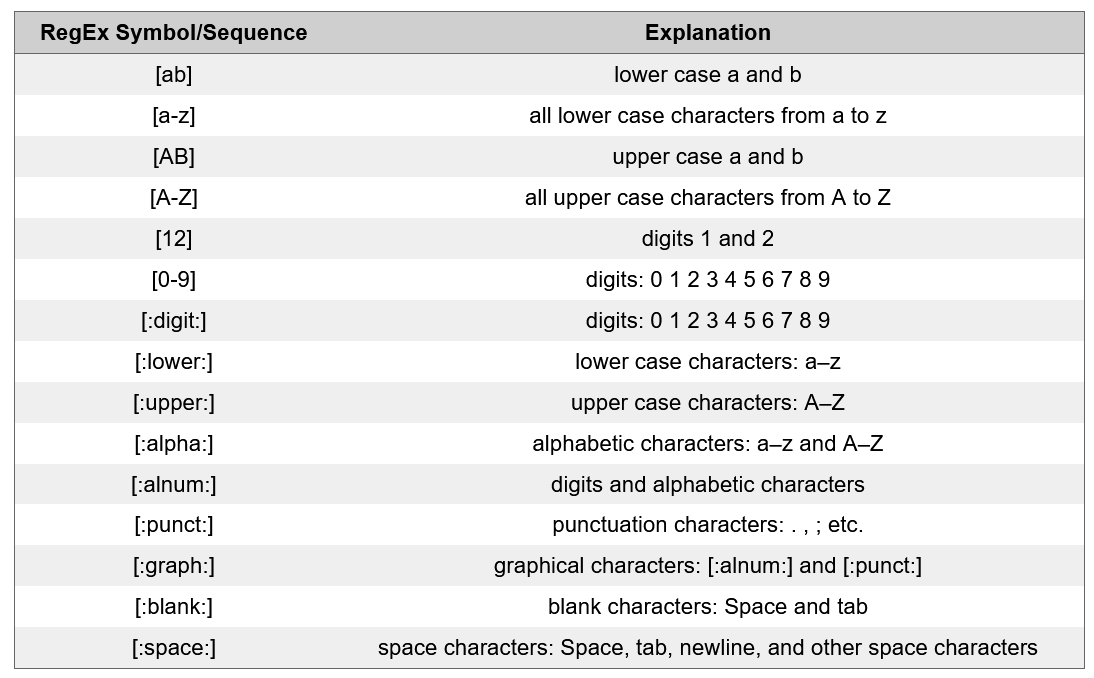 RegEx Symbol/Sequence Explanation
[ab] lower case a and b
[a-z] all lower case characters from a to z
[AB] upper case a and b
[A-Z] all upper case characters from A to Z
[12] digits 1 and 2
[0-9] digits: 0 1 2 3 4 5 6 7 8 9
[:digit:] digits: 0 1 2 3 4 5 6 7 8 9
[:lower:] lower case characters: a–z
[:upper:] upper case characters: A–Z
[:alpha:] alphabetic characters: a–z and A–Z
[:alnum:] digits and alphabetic characters
[:punct:] punctuation characters: . , ; etc.
[:graph:] graphical characters: [:alnum:] and [:punct:]
[:blank:] blank characters: Space and tab
[:space:] space characters: Space, tab, newline, and other space characters